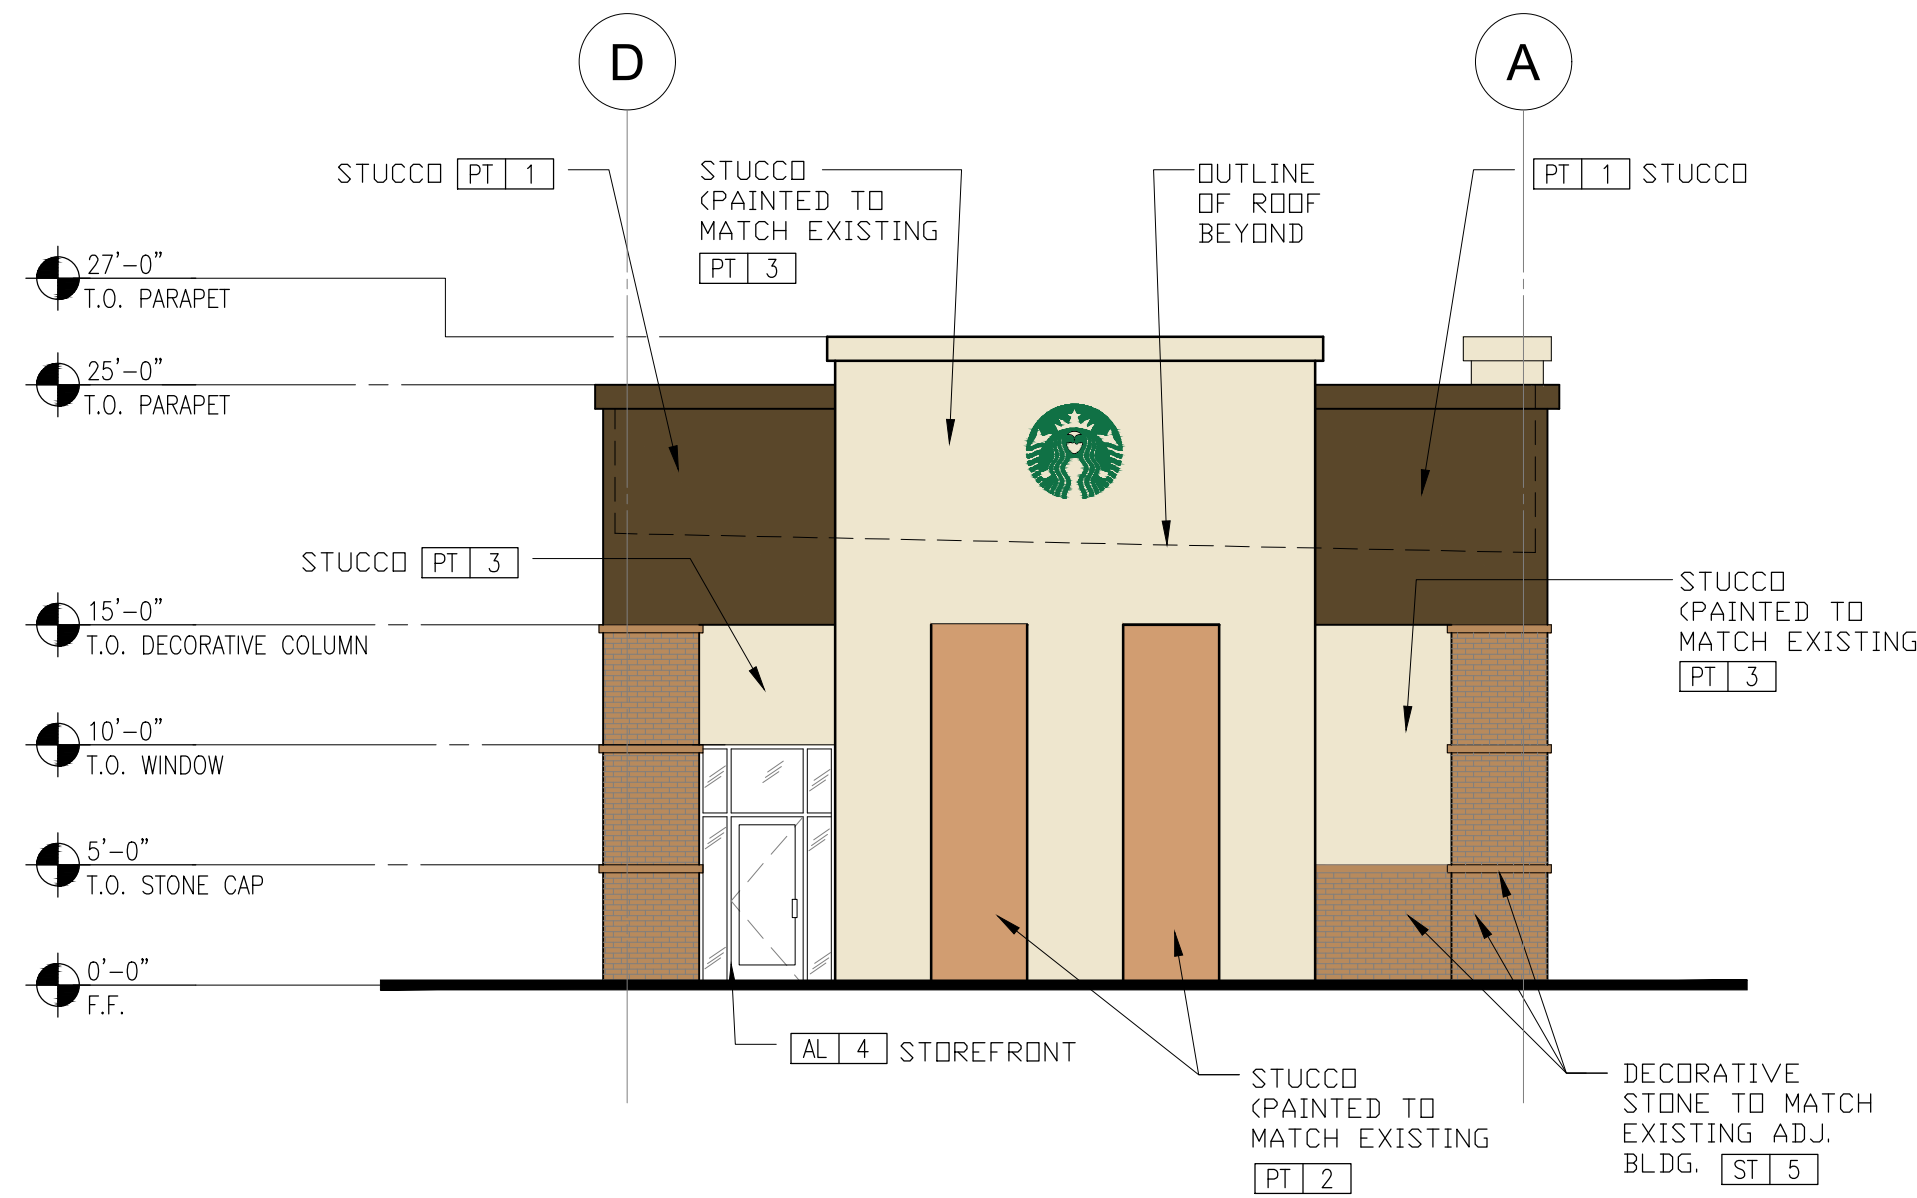 D
A
STUCCO PT 1
STUCCO
(PAINTED TO
MATCH EXISTING
PT 3
OUTLINE
OF ROOF
BEYOND
PT 1 STUCCO
27'-0"
T.O. PARAPET
25'-0"
T.O. PARAPET
STUCCO PT 3
15'-0"
T.O. DECORATIVE COLUMN
STUCCO
(PAINTED TO
MATCH EXISTING
PT 3
10'-0"
T.O. WINDOW
5'-0"
T.O. STONE CAP
0'-0"
F.F.
AL 4 STOREFRONT
STUCCO
(PAINTED TO
MATCH EXISTING
PT 2
DECORATIVE
STONE TO MATCH
EXISTING ADJ.
BLDG. ST 5